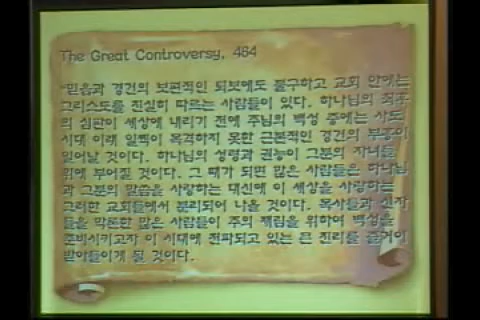 The Great Controversy, 464
"믿음과 경건의 보편적인 퇴보에도 불구하고 교회 안에는
그리스도를 진실히 따르는 사람들이 있다. 하나님의 최후
의 심판이 세상에 내리기 전에 주님의 백성 중에는 사도
시대 이래 일찍이 목격하지 못한 근본적인 경건의 부흥이
일어날 것이다. 하나님의 성령과 권능이 그분의 자녀들
위에 부어질 것이다. 그 때가 되면 많은 사람들은 하나님
과 그분의 말씀을 사랑하는 대신에 이 세상을 사랑하는
그러한 교회들에서 분리되어 나올 것이다. 목사들과 신자
들을 막론한 많은 사람들이 주의 재림을 위하여 백성을
준비시키고자 이 시대에 전파되고 있는 큰 진리를 즐거이
받아들이게 될 것이다.